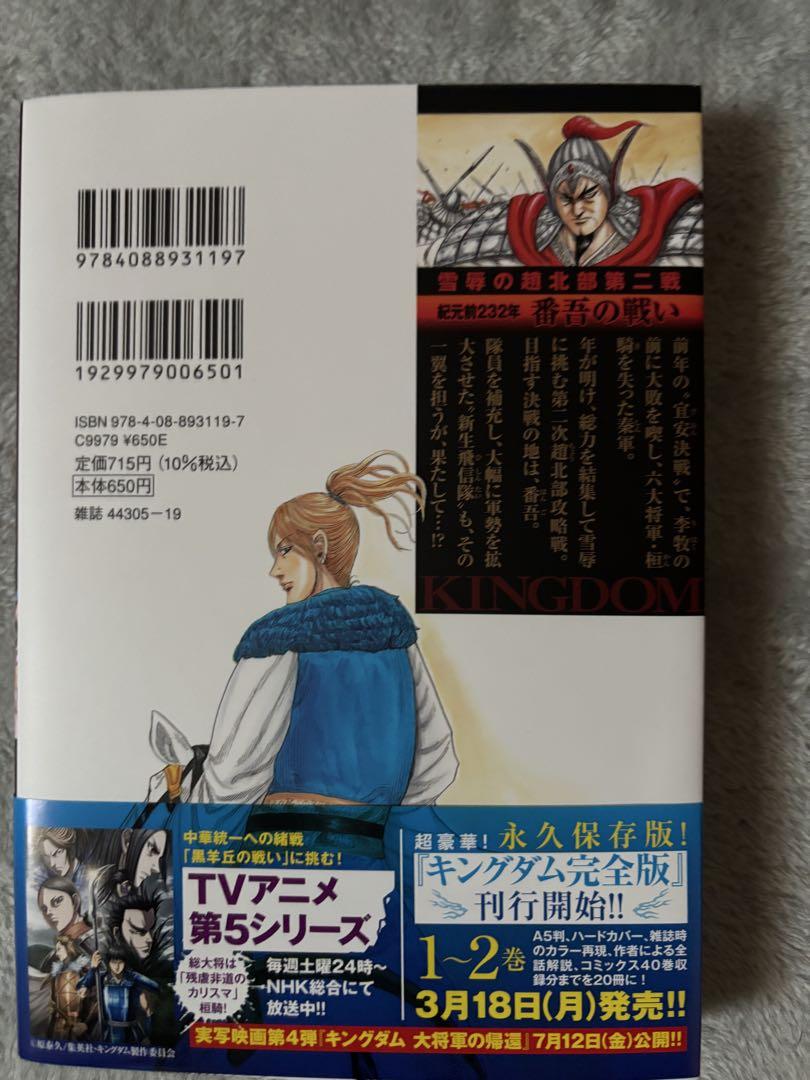 9784088931197
1929979006501
ISBN 978-4-08-893119-7
C9979 ¥650E
定価715円(10%税込)
本体650円
雑誌 44305-19
雪辱の趙北部第二戦
紀元前232年 番吾の戦い
前年の“宜安決戦”で、李牧の
前に大敗を喫し、六大将軍・桓
騎を失った秦軍。
年が明け、総力を結集して雪辱
に挑む第二次趙北部攻略戦。
目指す決戦の地は、番吾。
隊員を補充し、大幅に軍勢を拡
大させた“新生飛信隊”も、その
一翼を担うが、果たして…!?
KINGDOM
中華統一への緒戦
「黒羊丘の戦い」に挑む!
TVアニメ
第5シリーズ
総大将は
「残虐非道の
カリスマ」
桓騎!
毎週土曜24時~
NHK総合にて
放送中!!
超豪華!永久保存版!
『キングダム完全版』
刊行開始!!
1~2巻
A5判、ハードカバー、雑誌時
のカラー再現、作者による全
話解説、コミックス40巻収
録分までを20冊に!
3月18日(月)発売!!
実写映画第4弾『キングダム 大将軍の帰還』7月12日(金)公開!!
原泰久/集英社・キングダム製作委員会